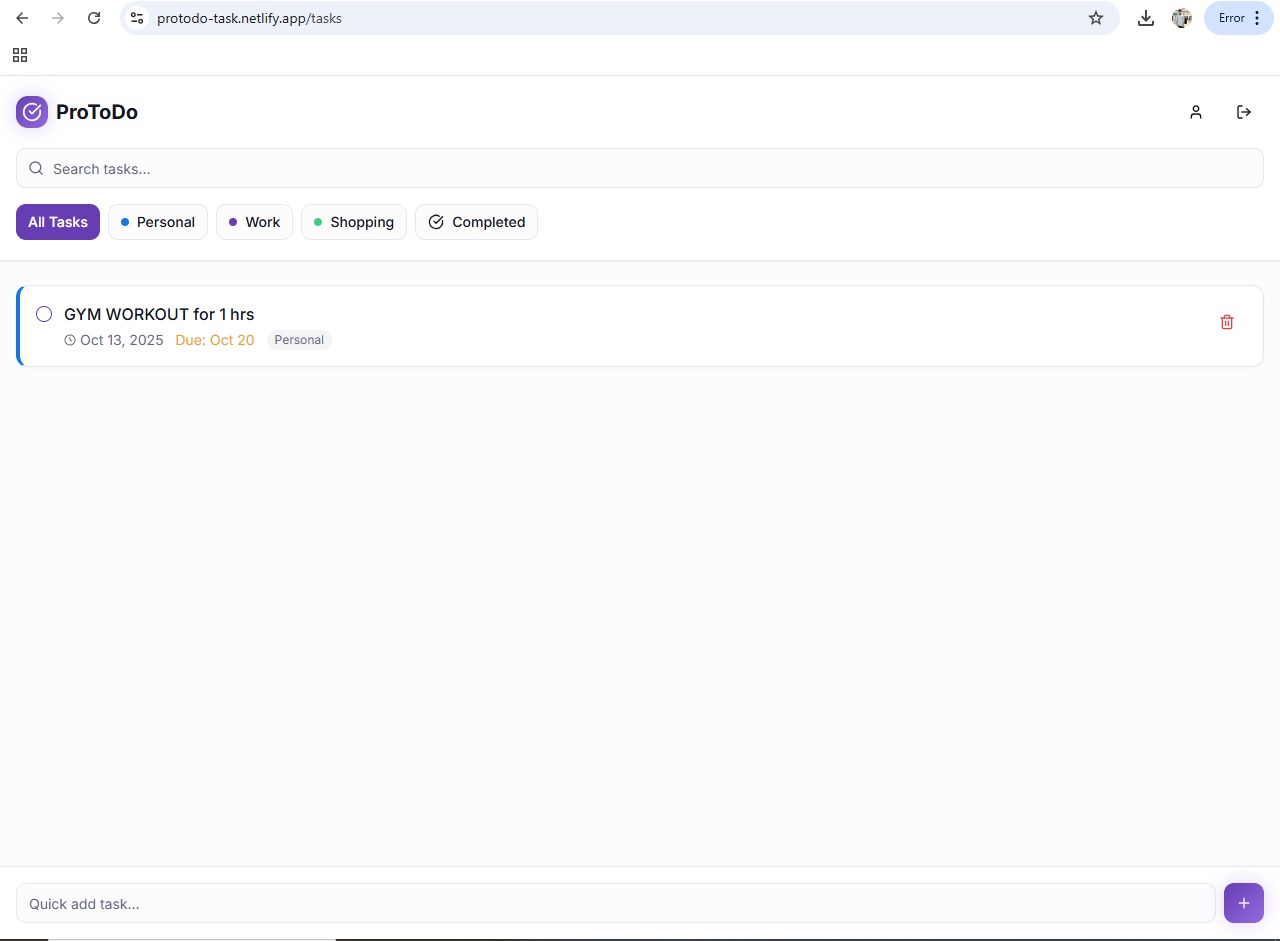 protodo-task.netlify.app/tasks
Error
ProToDo
Search tasks...
All Tasks Personal Work Shopping Completed
GYM WORKOUT for 1 hrs
Oct 13, 2025 Due: Oct 20 Personal
Quick add task...